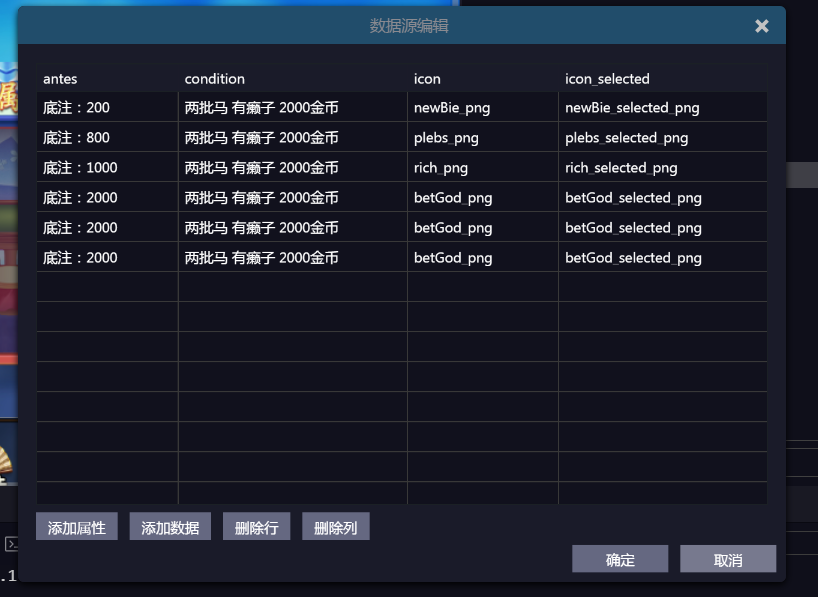 数据源编辑
antes condition icon icon_selected
底注：200 两批马 有癞子 2000金币 newBie_png newBie_selected_png
底注：800 两批马 有癞子 2000金币 plebs_png plebs_selected_png
底注：1000 两批马 有癞子 2000金币 rich_png rich_selected_png
底注：2000 两批马 有癞子 2000金币 betGod_png betGod_selected_png
底注：2000 两批马 有癞子 2000金币 betGod_png betGod_selected_png
底注：2000 两批马 有癞子 2000金币 betGod_png betGod_selected_png
添加属性 添加数据 删除行 删除列
确定 取消
.1